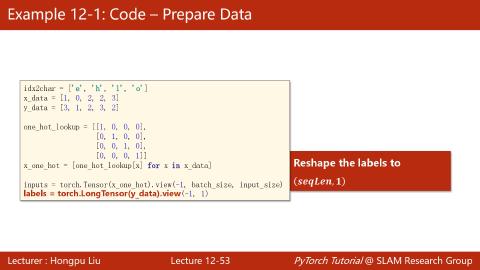 Example 12-1: Code – Prepare Data
idx2char = ['e', 'h', 'l', 'o']
x_data = [1, 0, 2, 2, 3]
y_data = [3, 1, 2, 3, 2]
one_hot_lookup = [[1, 0, 0, 0],
[0, 1, 0, 0],
[0, 0, 1, 0],
[0, 0, 0, 1]]
x_one_hot = [one_hot_lookup[x] for x in x_data]
inputs = torch.Tensor(x_one_hot).view(-1, batch_size, input_size)
labels = torch.LongTensor(y_data).view(-1, 1)
Reshape the labels to
(seqLen, 1)
Lecturer : Hongpu Liu
Lecture 12-53
PyTorch Tutorial @ SLAM Research Group